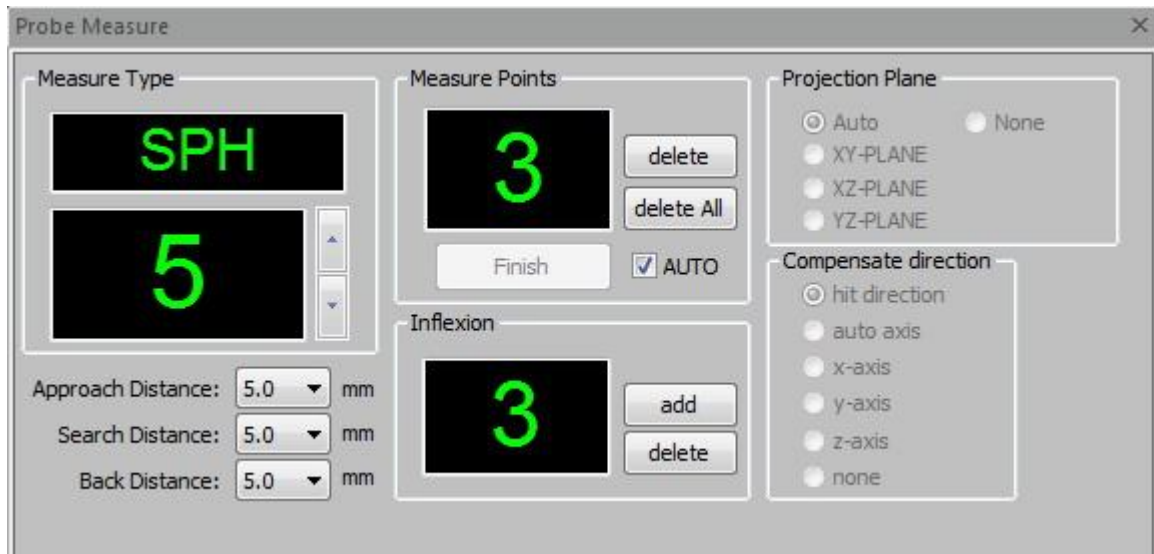 Probe Measure
Measure Type
SPH
5
Approach Distance: 5.0 mm
Search Distance: 5.0 mm
Back Distance: 5.0 mm
Measure Points
3
delete
delete All
Finish
AUTO
Inflexion
3
add
delete
Projection Plane
Auto
None
XY-PLANE
XZ-PLANE
YZ-PLANE
Compensate direction
hit direction
auto axis
x-axis
y-axis
z-axis
none